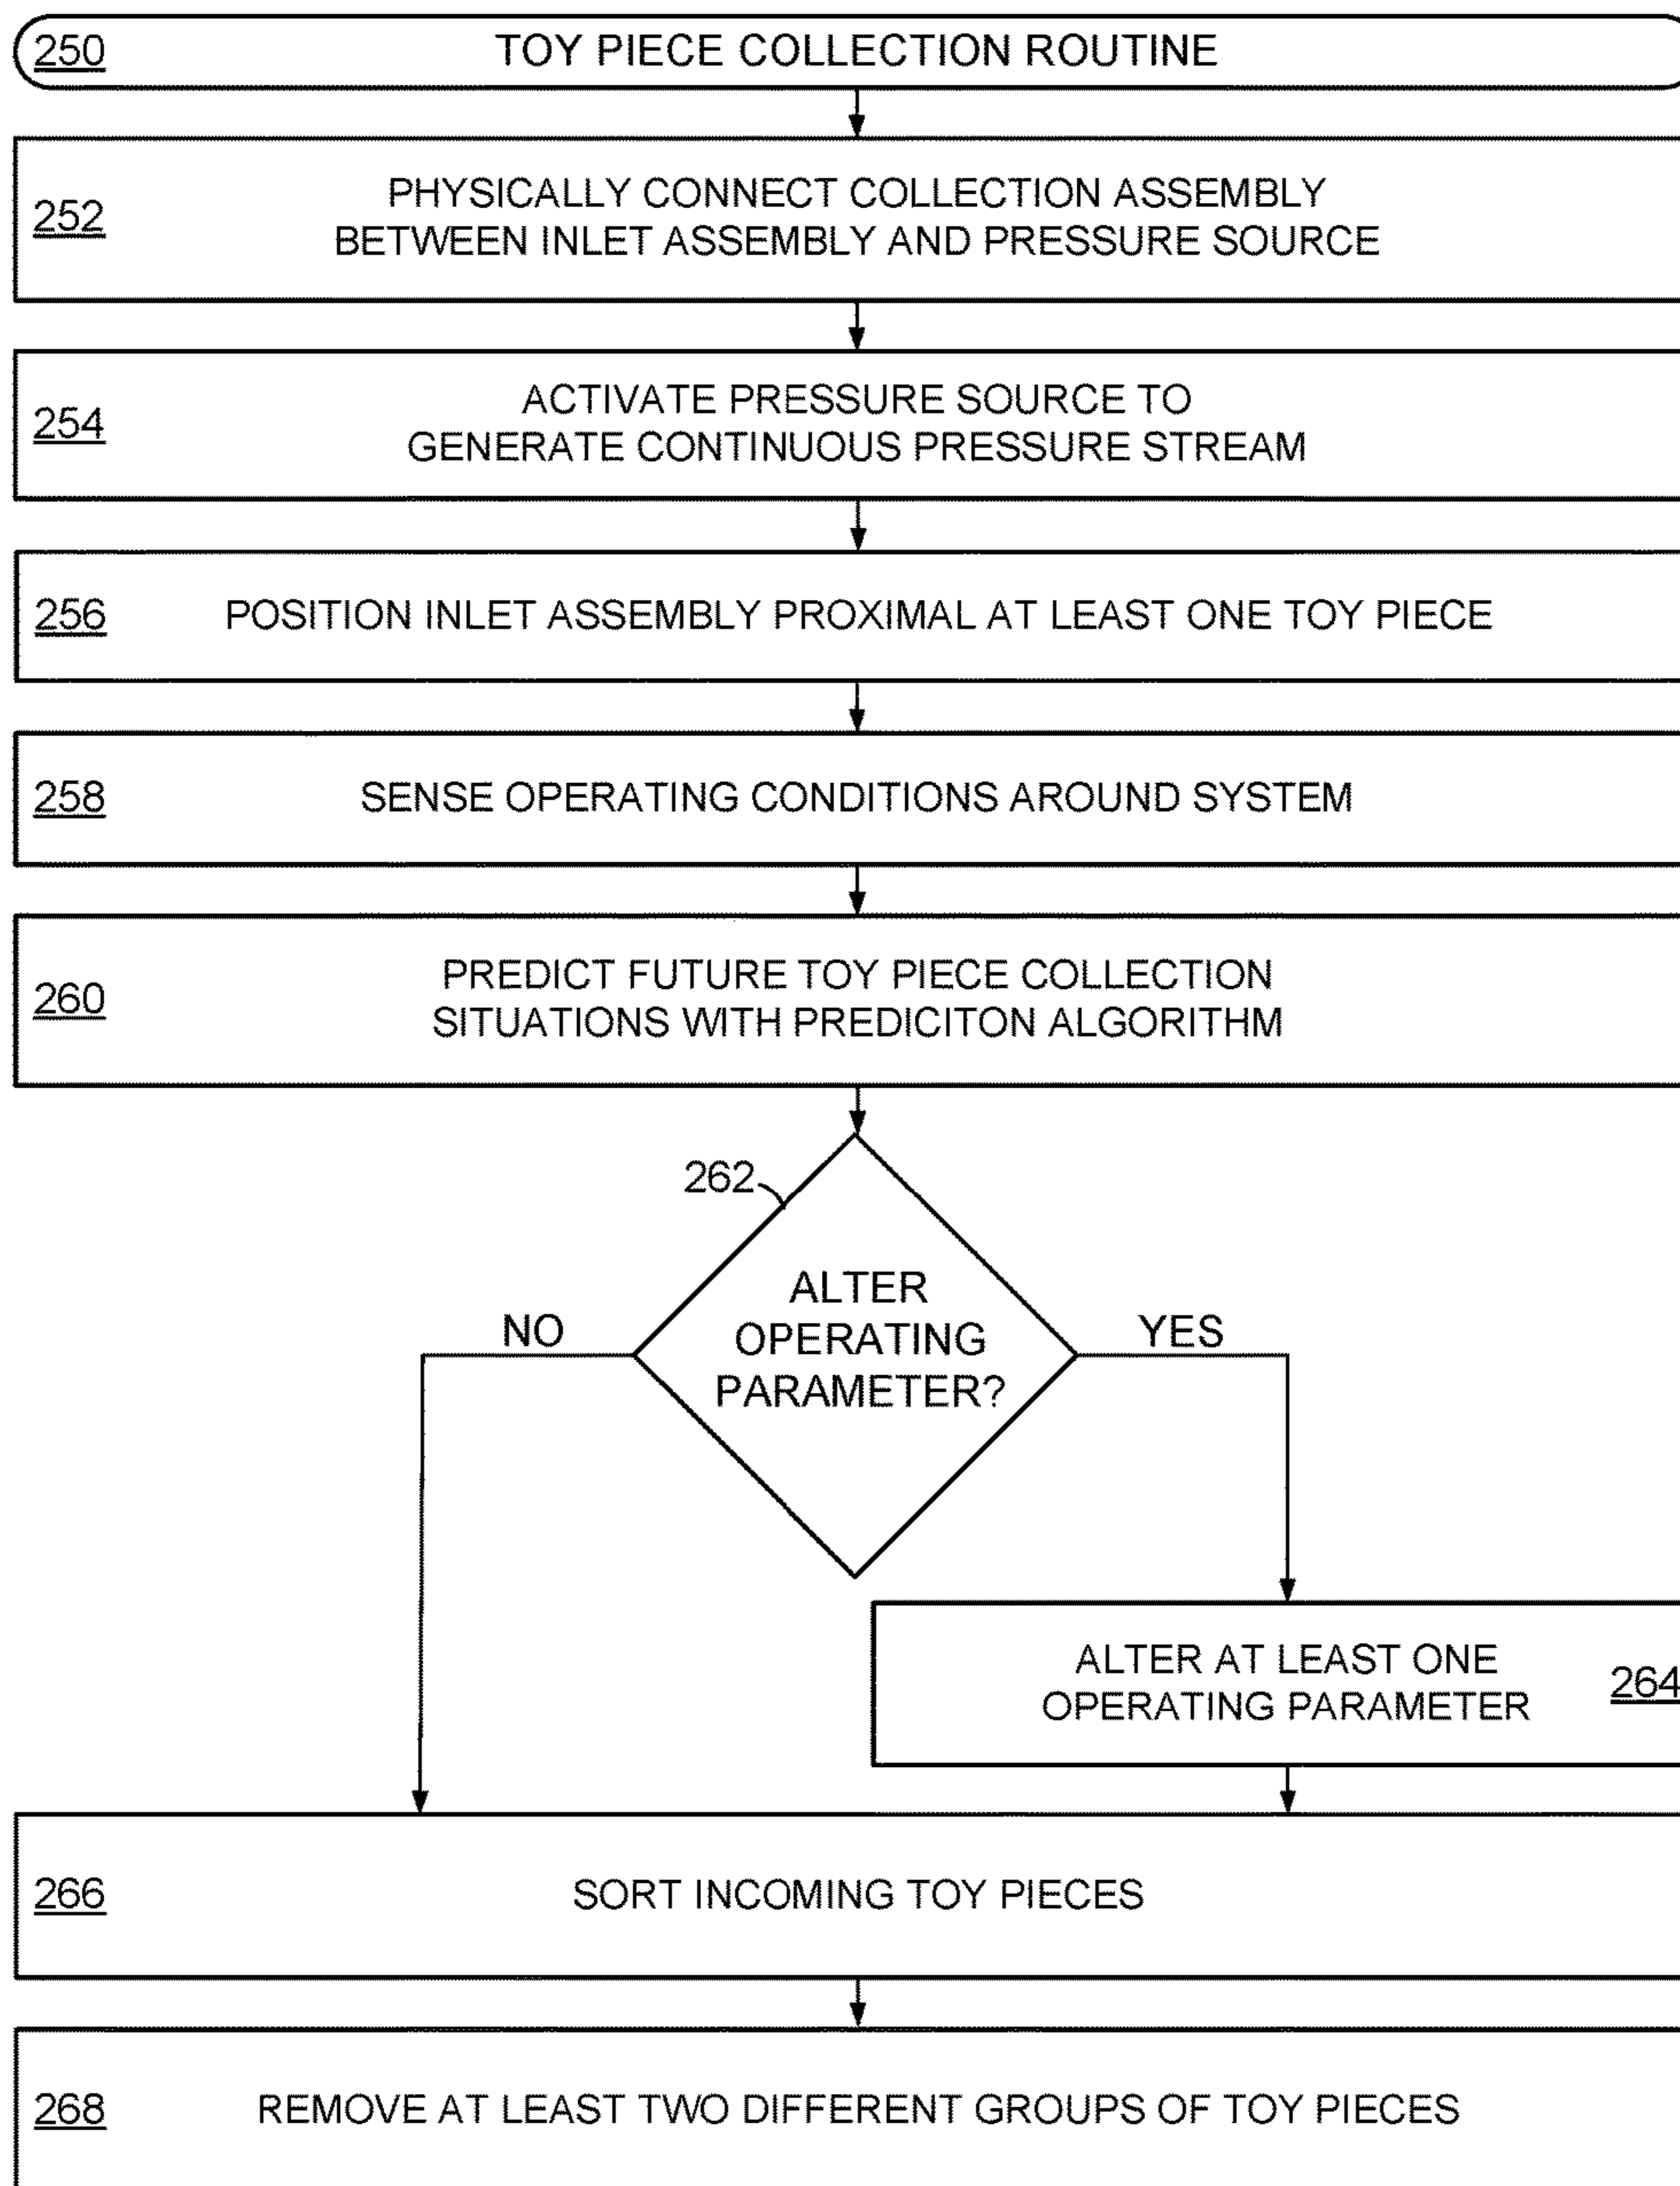 250 TOY PIECE COLLECTION ROUTINE
PHYSICALLY CONNECT COLLECTION ASSEMBLY
252
BETWEEN INLET ASSEMBLY AND PRESSURE SOURCE
ACTIVATE PRESSURE SOURCE TO
254
GENERATE CONTINUOUS PRESSURE STREAM
256 POSITION INLET ASSEMBLY PROXIMAL AT LEAST ONE TOY PIECE
258 SENSE OPERATING CONDITIONS AROUND SYSTEM
PREDICT FUTURE TOY PIECE COLLECTION
260
SITUATIONS WITH PREDICITON ALGORITHM
262
ALTER
NO OPERATING YES
PARAMETER?
ALTER AT LEAST ONE
264
OPERATING PARAMETER
266 SORT INCOMING TOY PIECES
268 REMOVE AT LEAST TWO DIFFERENT GROUPS OF TOY PIECES